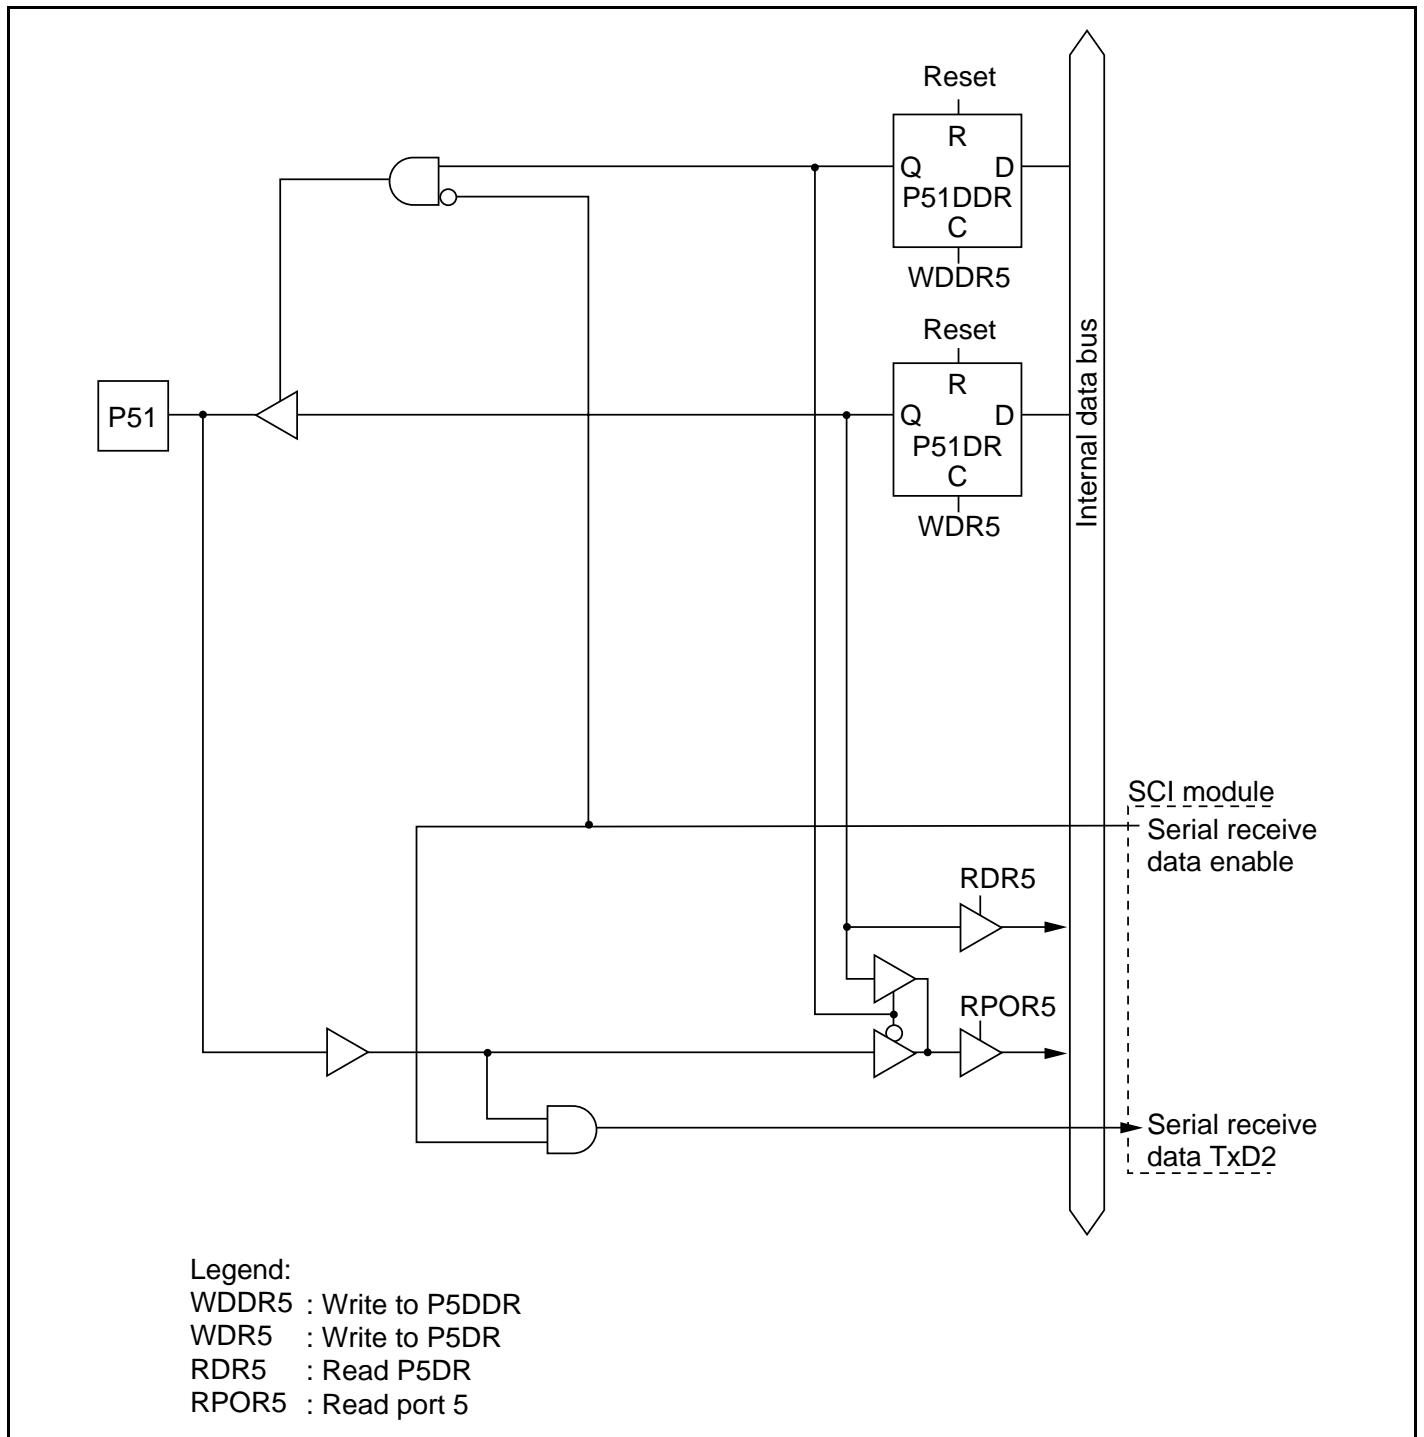 Reset
R
Q D
P51DDR
C
WDDR5
Reset
R
P51
Q D
P51DR
C
WDR5
Internal data bus
SCI module
Serial receive
data enable
RDR5
RPOR5
Serial receive
data TxD2
Legend:
WDDR5 : Write to P5DDR
WDR5 : Write to P5DR
RDR5 : Read P5DR
RPOR5 : Read port 5